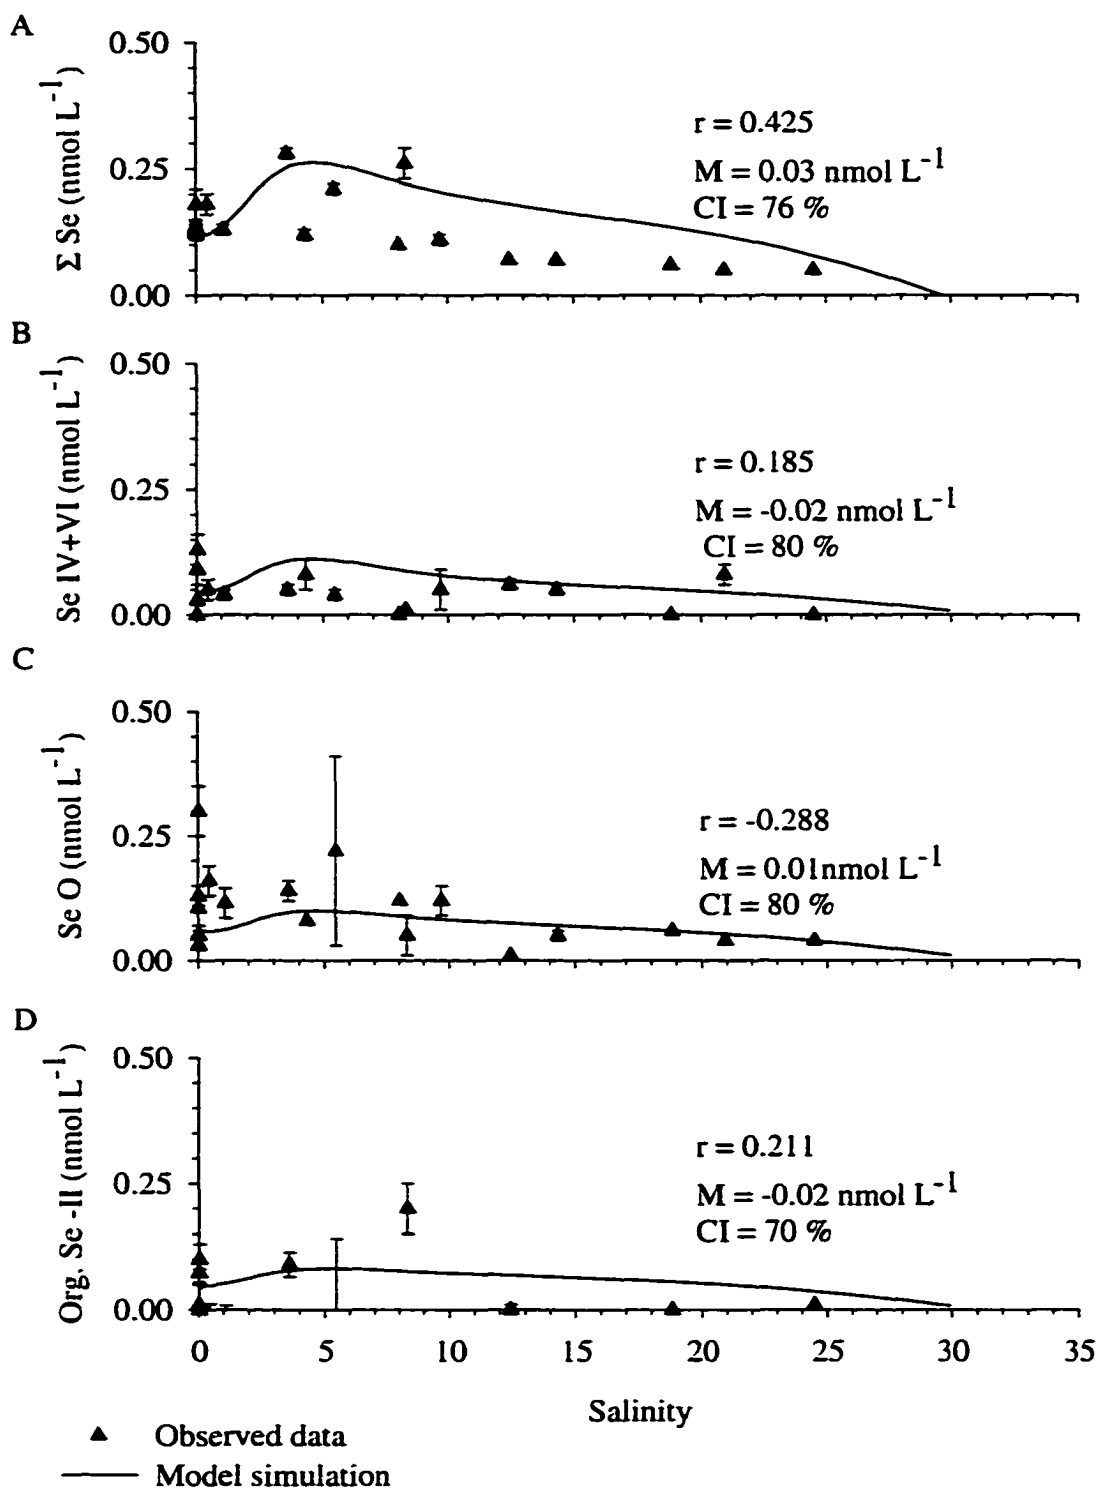 A
0.50
0.25
0.00
Σ Se (nmol L⁻¹)
r = 0.425
M = 0.03 nmol L⁻¹
CI = 76 %
B
0.50
0.25
0.00
Se IV+VI (nmol L⁻¹)
r = 0.185
M = -0.02 nmol L⁻¹
CI = 80 %
C
0.50
0.25
0.00
Se O (nmol L⁻¹)
r = -0.288
M = 0.01nmol L⁻¹
CI = 80 %
D
0.50
0.25
0.00
Org. Se -II (nmol L⁻¹)
r = 0.211
M = -0.02 nmol L⁻¹
CI = 70 %
0 5 10 15 20 25 30 35
Salinity
Observed data
Model simulation